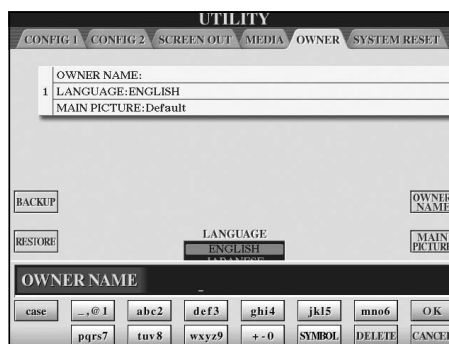 UTILITY
CONFIG 1 CONFIG 2 SCREEN OUT MEDIA OWNER SYSTEM RESET
OWNER NAME:
1 LANGUAGE:ENGLISH
MAIN PICTURE:Default
BACKUP
OWNER NAME
RESTORE
LANGUAGE
ENGLISH
JAPANESE
MAIN PICTURE
OWNER NAME _
case _,@1 abc2 def3 ghi4 jkl5 mno6 OK
pqrs7 tuv8 wxyz9 +-0 SYMBOL DELETE CANCEL